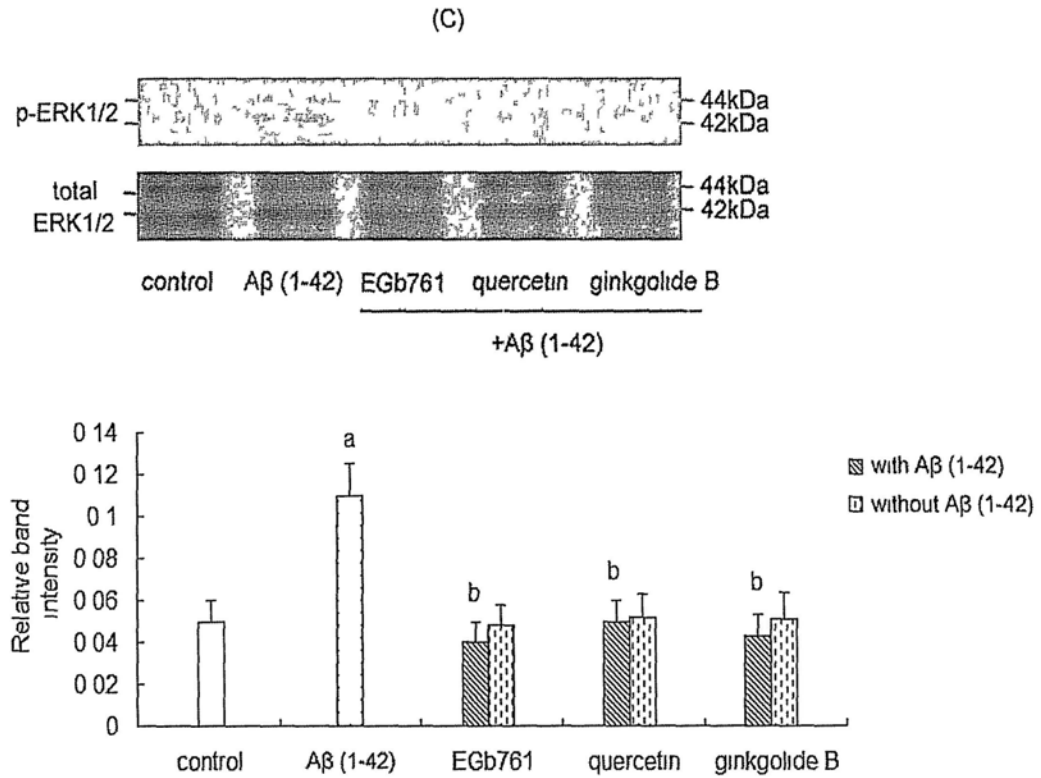 (C)
p-ERK1/2
44kDa
42kDa
total
ERK1/2
44kDa
42kDa
control Aβ (1-42) EGb761 quercetin ginkgolide B
+Aβ (1-42)
Relative band
intensity
0 14
0 12
0 1
0 08
0 06
0 04
0 02
0
a
b
b
b
with Aβ (1-42)
without Aβ (1-42)
control Aβ (1-42) EGb761 quercetin ginkgolide B